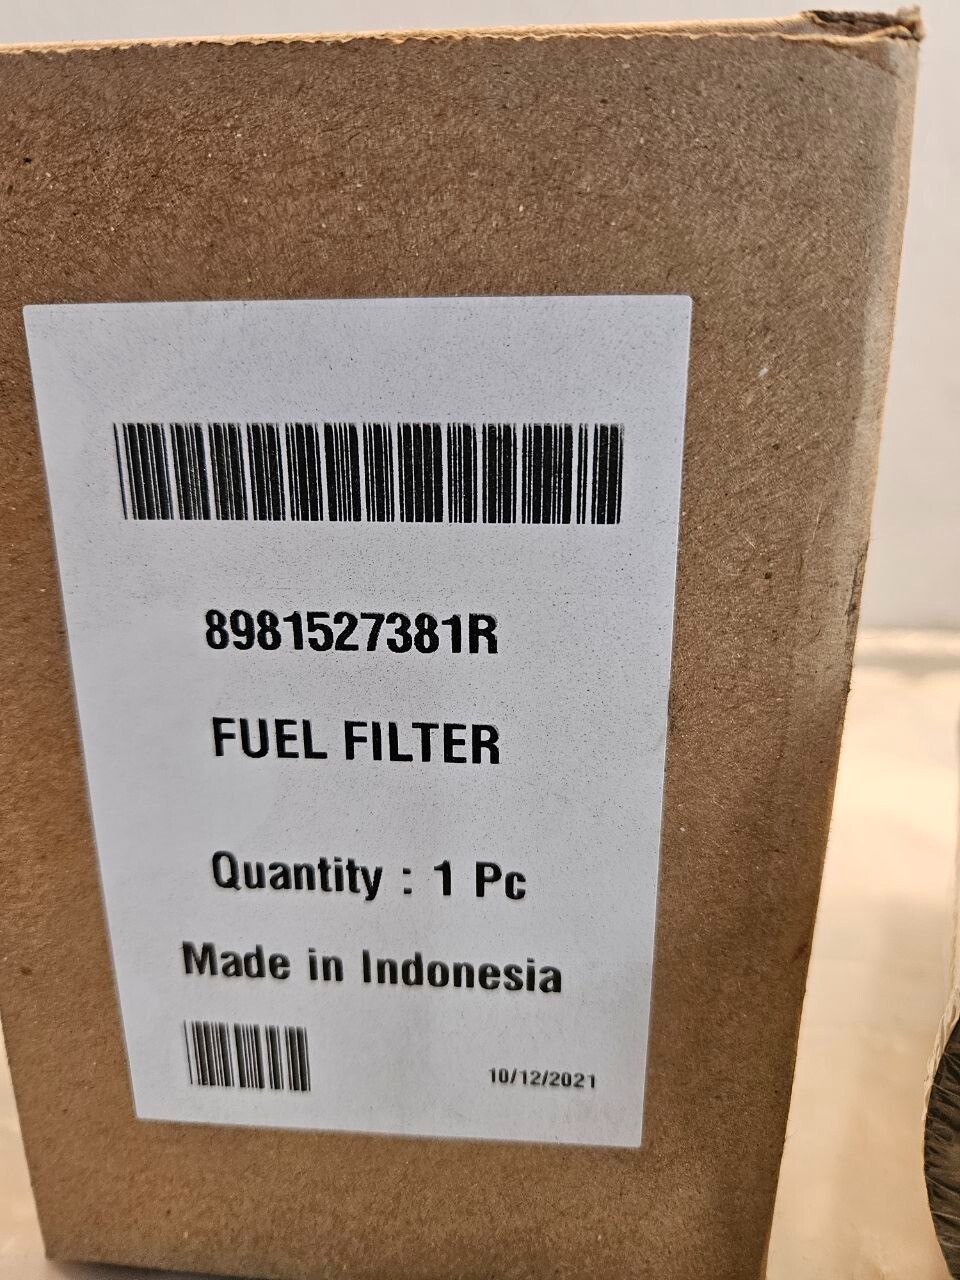 8981527381R
FUEL FILTER
Quantity : 1 Pc
Made in Indonesia
10/12/2021